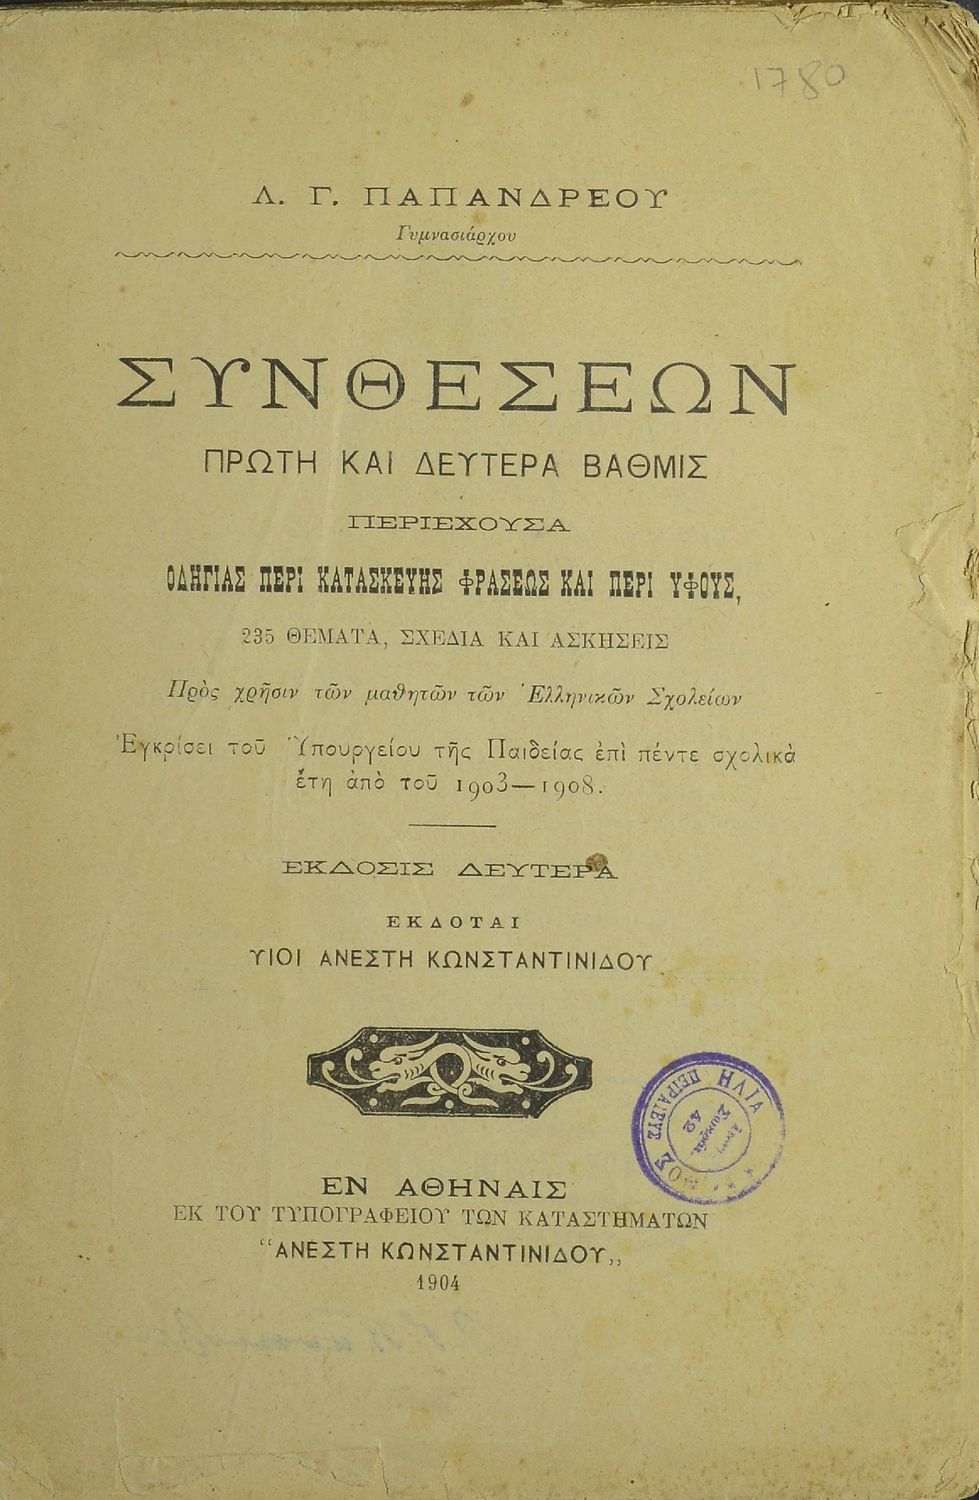 1780
Λ. Γ. ΠΑΠΑΝΔΡΕΟΥ
Γυμνασιάρχου
ΣΥΝΘΕΣΕΩΝ
ΠΡΩΤΗ ΚΑΙ ΔΕΥΤΕΡΑ ΒΑΘΜΙΣ
ΠΕΡΙΕΧΟΥΣΑ
ΟΔΗΓΙΑΣ ΠΕΡΙ ΚΑΤΑΣΚΕΥΗΣ ΦΡΑΣΕΩΣ ΚΑΙ ΠΕΡΙ ΥΦΟΥΣ,
235 ΘΕΜΑΤΑ, ΣΧΕΔΙΑ ΚΑΙ ΑΣΚΗΣΕΙΣ
Πρὸς χρῆσιν τῶν μαθητῶν τῶν Ἑλληνικῶν Σχολείων
Ἐγκρίσει τοῦ Ὑπουργείου τῆς Παιδείας ἐπὶ πέντε σχολικὰ
ἔτη ἀπὸ τοῦ 1903—1908.
ΕΚΔΟΣΙΣ ΔΕΥΤΕΡΑ
ΕΚΔΟΤΑΙ
ΥΙΟΙ ΑΝΕΣΤΗ ΚΩΝΣΤΑΝΤΙΝΙΔΟΥ
ΠΕΙΡΑΙΕΥΣ
42
ΕΝ ΑΘΗΝΑΙΣ
ΕΚ ΤΟΥ ΤΥΠΟΓΡΑΦΕΙΟΥ ΤΩΝ ΚΑΤΑΣΤΗΜΑΤΩΝ
“ΑΝΕΣΤΗ ΚΩΝΣΤΑΝΤΙΝΙΔΟΥ„
1904